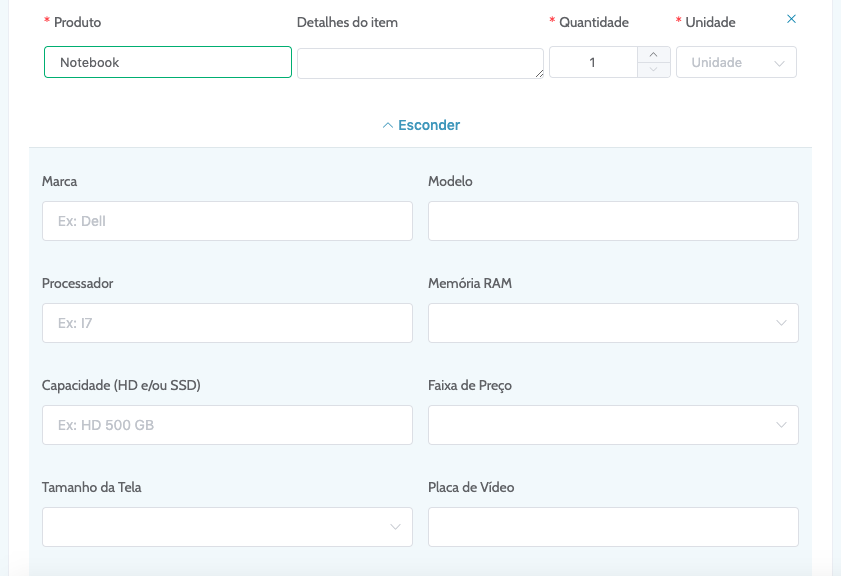 * Produto Detalhes do item * Quantidade * Unidade
Notebook 1 Unidade
Esconder
Marca Modelo
Ex: Dell
Processador Memória RAM
Ex: I7
Capacidade (HD e/ou SSD) Faixa de Preço
Ex: HD 500 GB
Tamanho da Tela Placa de Vídeo